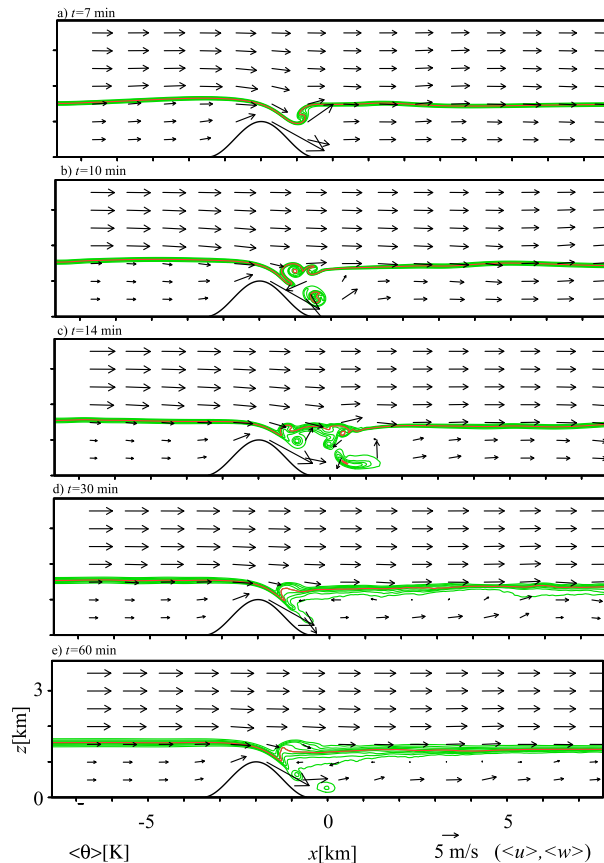 a) t=7 min
b) t=10 min
c) t=14 min
d) t=30 min
e) t=60 min
3
z[km]
0
-5 0 5
<θ>[K] x[km] 5 m/s (<u>,<w>)